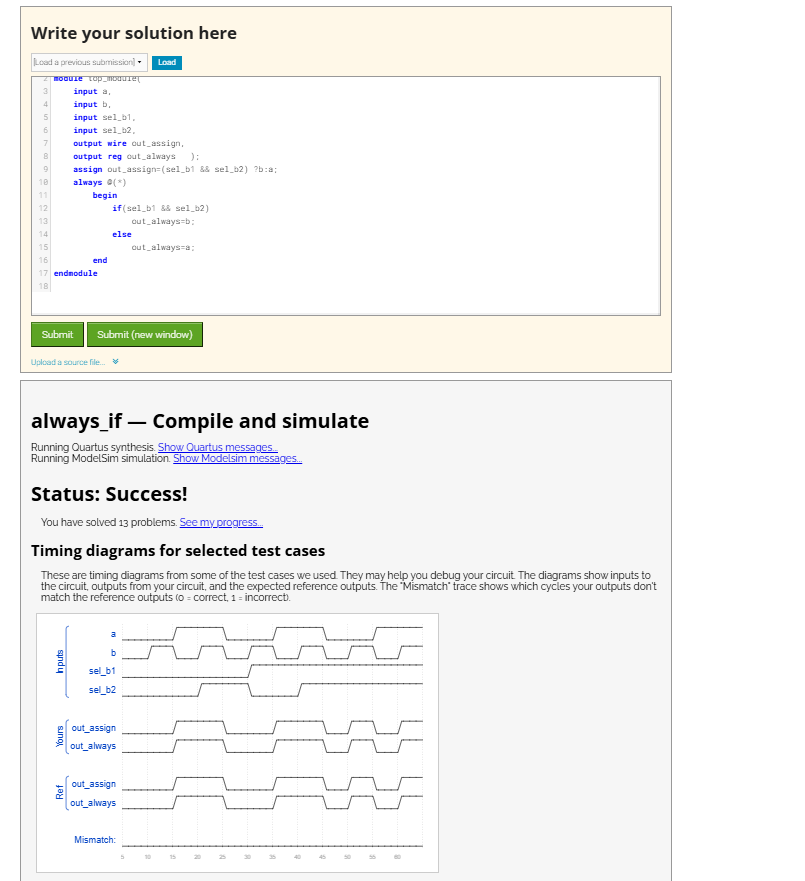 Write your solution here
[Load a previous submission]
Load
2 module top_module(
3 input a,
4 input b,
5 input sel_b1,
6 input sel_b2,
7 output wire out_assign,
8 output reg out_always );
9 assign out_assign=(sel_b1 && sel_b2) ?b:a;
10 always @(*)
11 begin
12 if(sel_b1 && sel_b2)
13 out_always=b;
14 else
15 out_always=a;
16 end
17 endmodule
18
Submit
Submit (new window)
Upload a source file...
always_if — Compile and simulate
Running Quartus synthesis. Show Quartus messages...
Running ModelSim simulation. Show Modelsim messages...
Status: Success!
You have solved 13 problems. See my progress...
Timing diagrams for selected test cases
These are timing diagrams from some of the test cases we used. They may help you debug your circuit. The diagrams show inputs to
the circuit, outputs from your circuit, and the expected reference outputs. The "Mismatch" trace shows which cycles your outputs don't
match the reference outputs (0 = correct, 1 = incorrect).
Inputs
a
b
sel_b1
sel_b2
Yours
out_assign
out_always
Ref
out_assign
out_always
Mismatch:
5 10 15 20 25 30 35 40 45 50 55 60